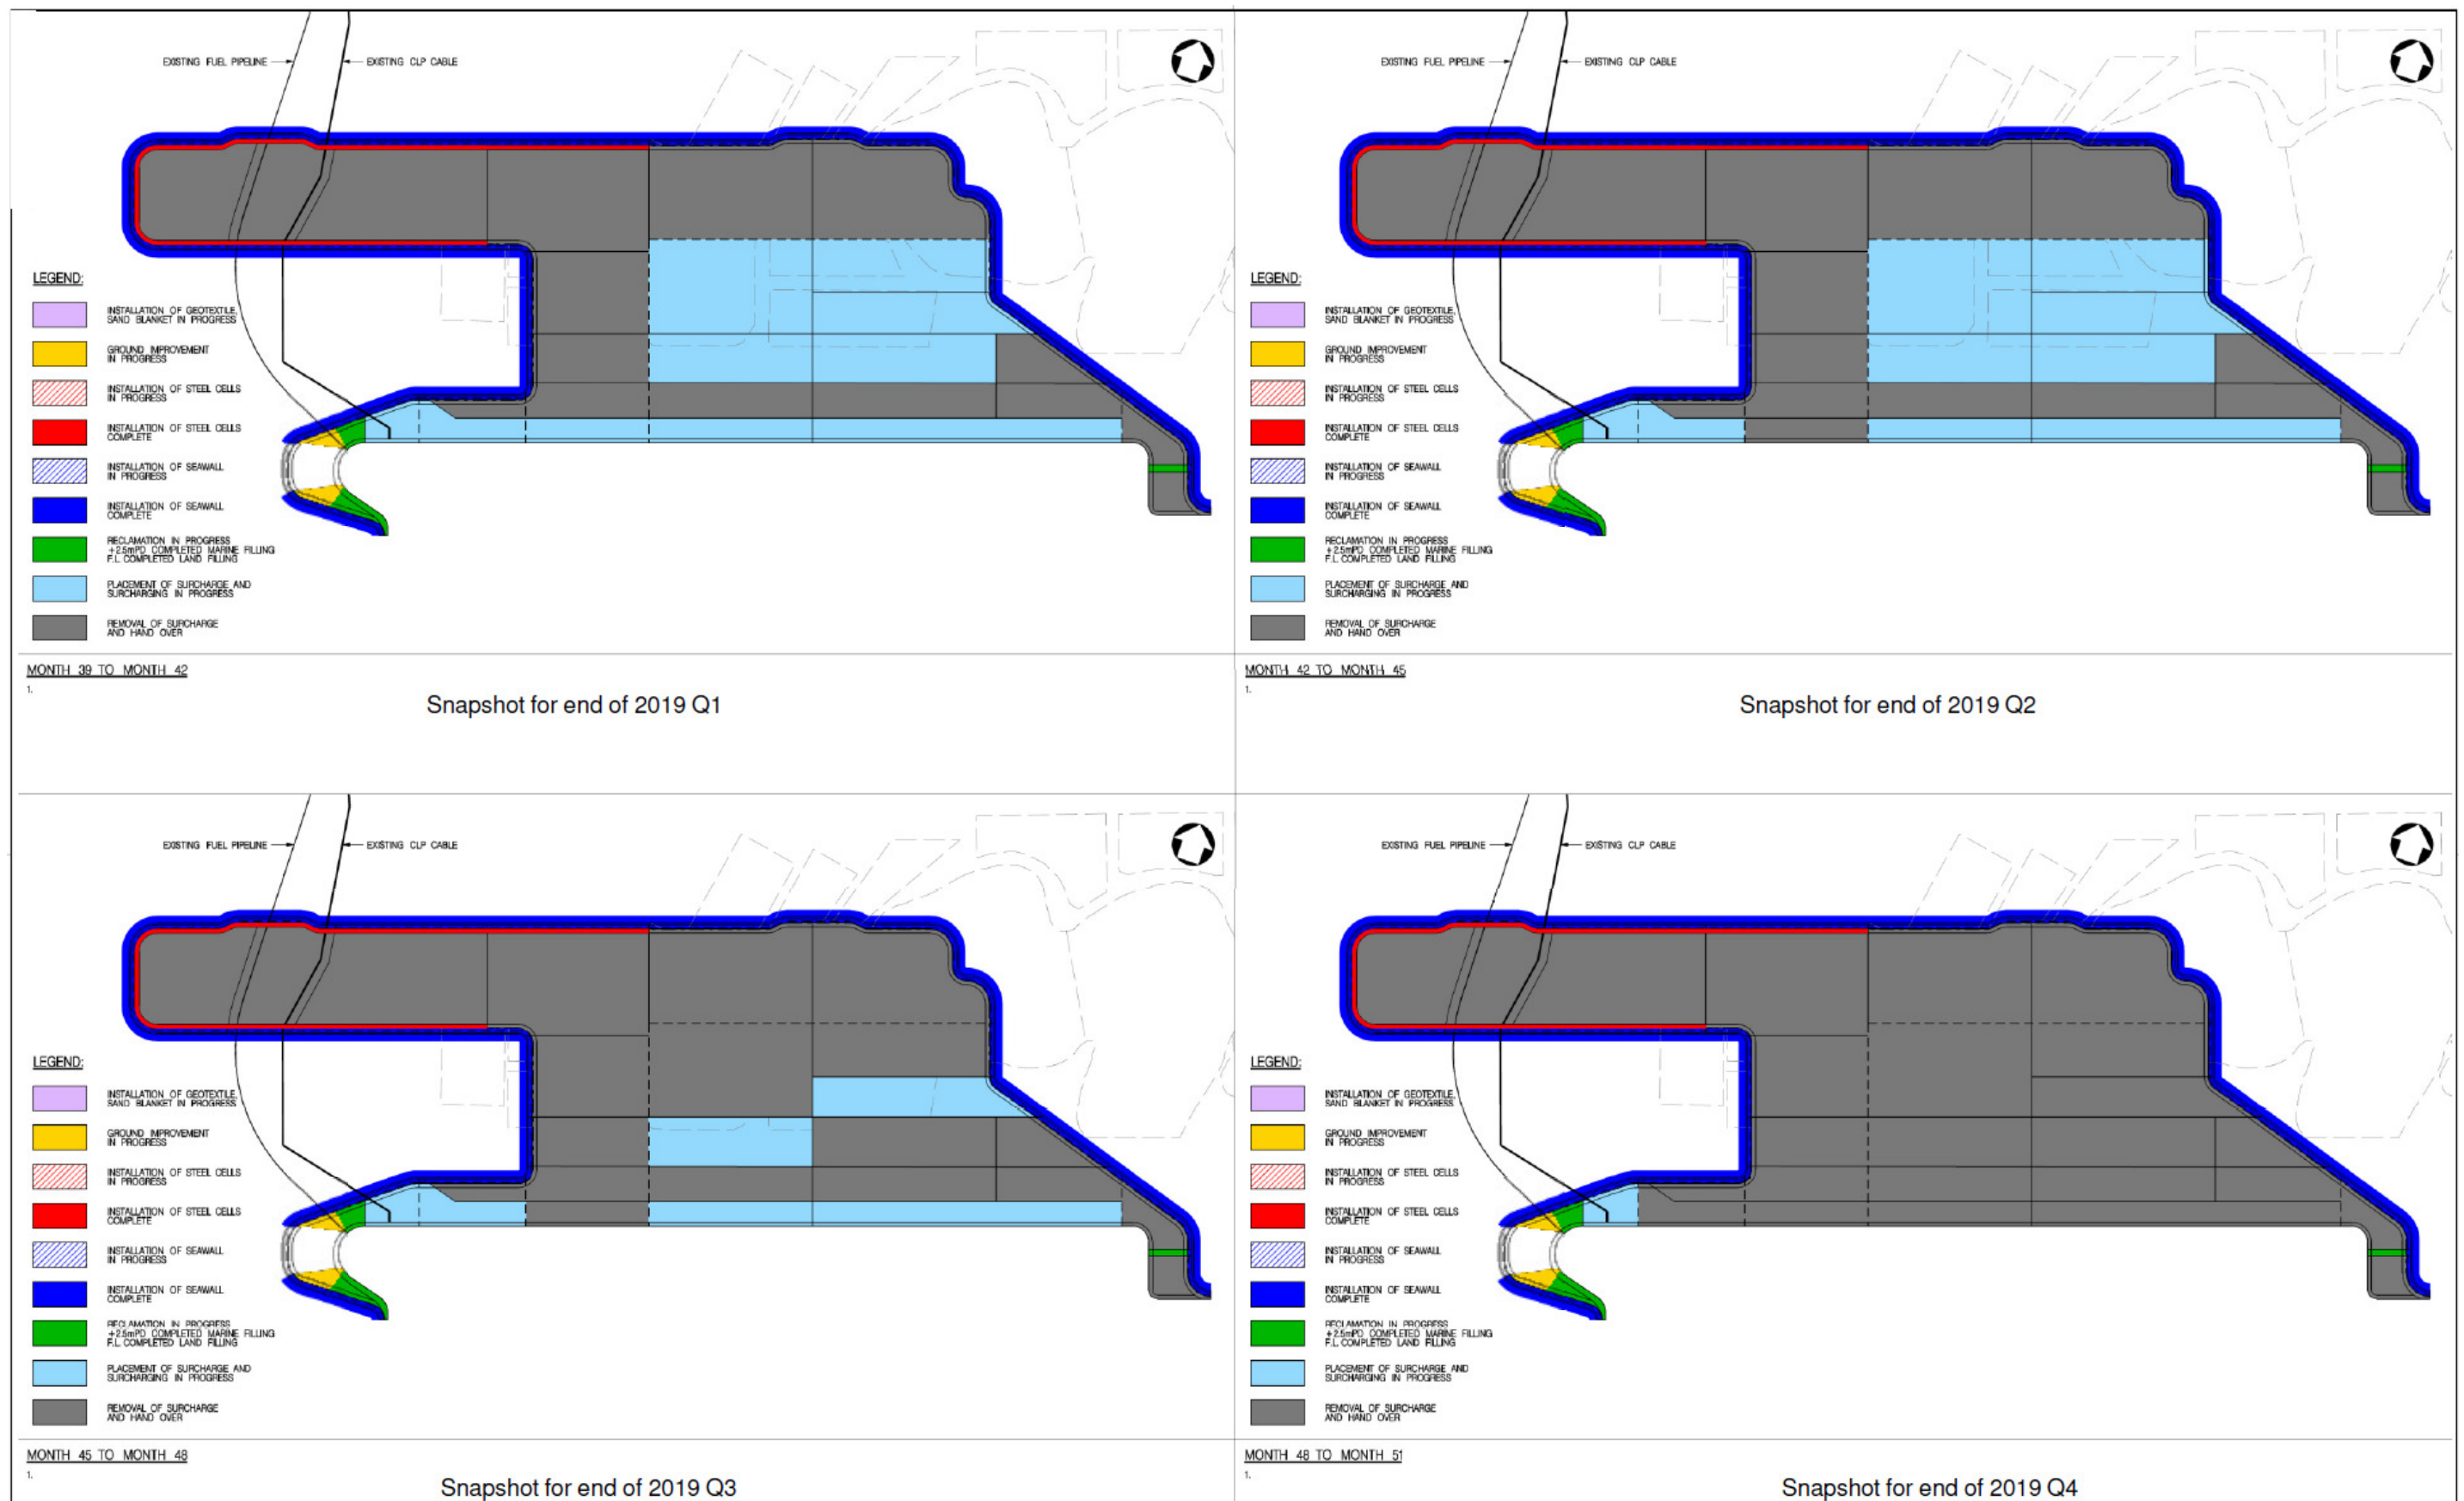 EXISTING FUEL PIPELINE
EXISTING CLP CABLE
LEGEND:
INSTALLATION OF GEOTEXTILE,
SAND BLANKET IN PROGRESS
GROUND IMPROVEMENT
IN PROGRESS
INSTALLATION OF STEEL CELLS
IN PROGRESS
INSTALLATION OF STEEL CELLS
COMPLETE
INSTALLATION OF SEAWALL
IN PROGRESS
INSTALLATION OF SEAWALL
COMPLETE
RECLAMATION IN PROGRESS
+2.5mPD COMPLETED MARINE FILLING
F.L. COMPLETED LAND FILLING
PLACEMENT OF SURCHARGE AND
SURCHARGING IN PROGRESS
REMOVAL OF SURCHARGE
AND HAND OVER
MONTH 39 TO MONTH 42
1.
Snapshot for end of 2019 Q1
EXISTING FUEL PIPELINE
EXISTING CLP CABLE
LEGEND:
INSTALLATION OF GEOTEXTILE,
SAND BLANKET IN PROGRESS
GROUND IMPROVEMENT
IN PROGRESS
INSTALLATION OF STEEL CELLS
IN PROGRESS
INSTALLATION OF STEEL CELLS
COMPLETE
INSTALLATION OF SEAWALL
IN PROGRESS
INSTALLATION OF SEAWALL
COMPLETE
RECLAMATION IN PROGRESS
+2.5mPD COMPLETED MARINE FILLING
F.L. COMPLETED LAND FILLING
PLACEMENT OF SURCHARGE AND
SURCHARGING IN PROGRESS
REMOVAL OF SURCHARGE
AND HAND OVER
MONTH 42 TO MONTH 45
1.
Snapshot for end of 2019 Q2
EXISTING FUEL PIPELINE
EXISTING CLP CABLE
LEGEND:
INSTALLATION OF GEOTEXTILE,
SAND BLANKET IN PROGRESS
GROUND IMPROVEMENT
IN PROGRESS
INSTALLATION OF STEEL CELLS
IN PROGRESS
INSTALLATION OF STEEL CELLS
COMPLETE
INSTALLATION OF SEAWALL
IN PROGRESS
INSTALLATION OF SEAWALL
COMPLETE
RECLAMATION IN PROGRESS
+2.5mPD COMPLETED MARINE FILLING
F.L. COMPLETED LAND FILLING
PLACEMENT OF SURCHARGE AND
SURCHARGING IN PROGRESS
REMOVAL OF SURCHARGE
AND HAND OVER
MONTH 45 TO MONTH 48
1.
Snapshot for end of 2019 Q3
EXISTING FUEL PIPELINE
EXISTING CLP CABLE
LEGEND:
INSTALLATION OF GEOTEXTILE,
SAND BLANKET IN PROGRESS
GROUND IMPROVEMENT
IN PROGRESS
INSTALLATION OF STEEL CELLS
IN PROGRESS
INSTALLATION OF STEEL CELLS
COMPLETE
INSTALLATION OF SEAWALL
IN PROGRESS
INSTALLATION OF SEAWALL
COMPLETE
RECLAMATION IN PROGRESS
+2.5mPD COMPLETED MARINE FILLING
F.L. COMPLETED LAND FILLING
PLACEMENT OF SURCHARGE AND
SURCHARGING IN PROGRESS
REMOVAL OF SURCHARGE
AND HAND OVER
MONTH 48 TO MONTH 51
1.
Snapshot for end of 2019 Q4